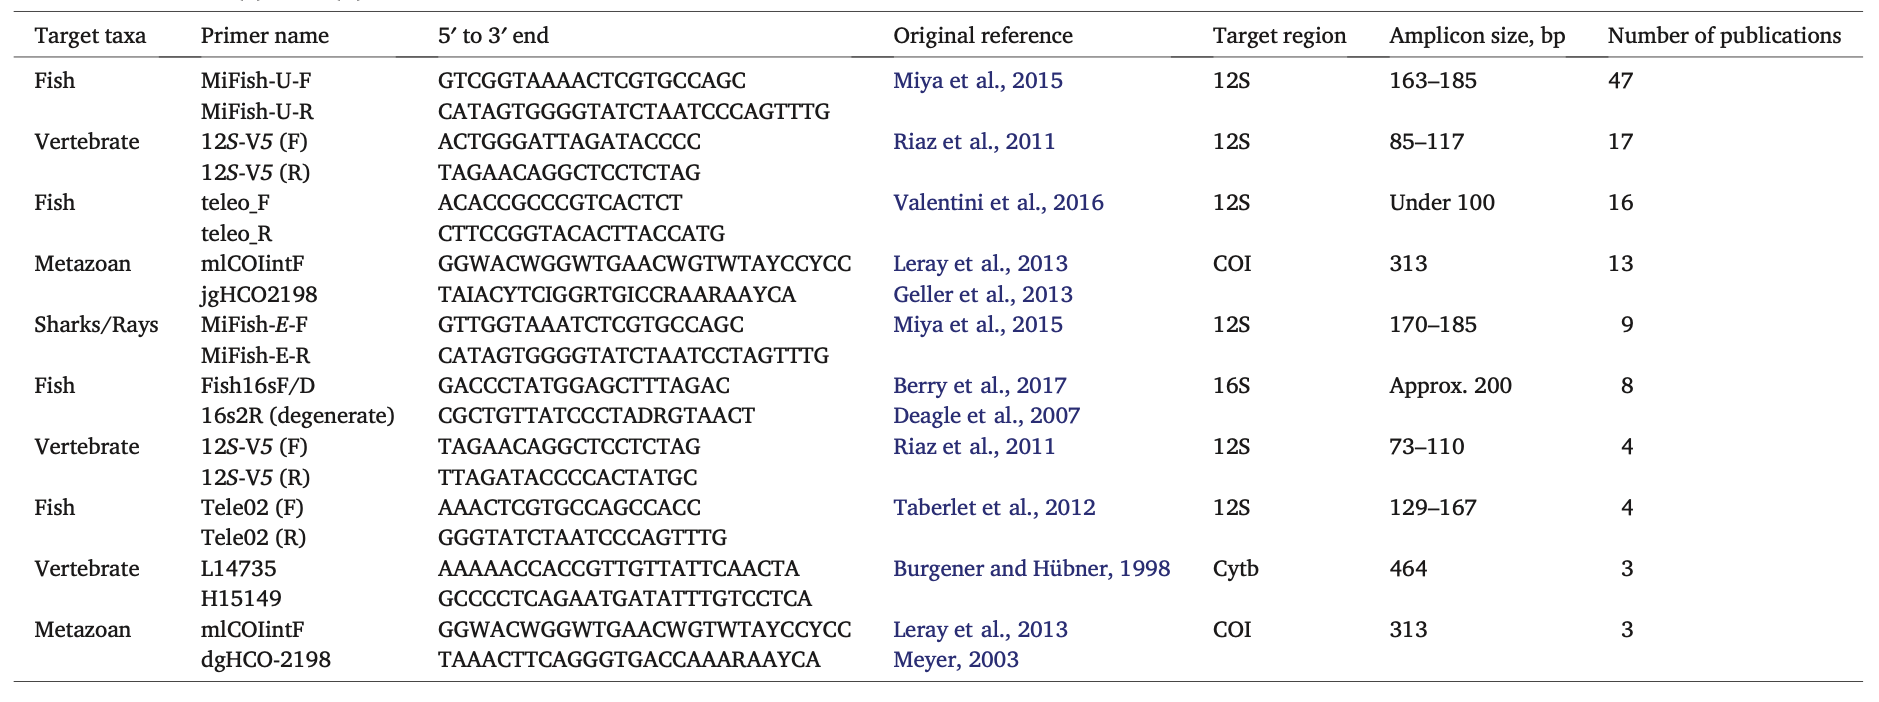 Target taxa Primer name 5′ to 3′ end Original reference Target region Amplicon size, bp Number of publications
Fish MiFish-U-F GTCGGTAAAACTCGTGCCAGC Miya et al., 2015 12S 163–185 47
MiFish-U-R CATAGTGGGGTATCTAATCCCAGTTTG
Vertebrate 12S-V5 (F) ACTGGGATTAGATACCCC Riaz et al., 2011 12S 85–117 17
12S-V5 (R) TAGAACAGGCTCCTCTAG
Fish teleo_F ACACCGCCCGTCACTCT Valentini et al., 2016 12S Under 100 16
teleo_R CTTCCGGTACACTTACCATG
Metazoan mlCOIintF GGWACWGGWTGAACWGTWTAYCCYCC Leray et al., 2013 COI 313 13
jgHCO2198 TAIACYTCIGGRTGICCRAARAAYCA Geller et al., 2013
Sharks/Rays MiFish-E-F GTTGGTAAATCTCGTGCCAGC Miya et al., 2015 12S 170–185 9
MiFish-E-R CATAGTGGGGTATCTAATCCTAGTTTG
Fish Fish16sF/D GACCCTATGGAGCTTTAGAC Berry et al., 2017 16S Approx. 200 8
16s2R (degenerate) CGCTGTTATCCCTADRGTAACT Deagle et al., 2007
Vertebrate 12S-V5 (F) TAGAACAGGCTCCTCTAG Riaz et al., 2011 12S 73–110 4
12S-V5 (R) TTAGATACCCCACTATGC
Fish Tele02 (F) AAACTCGTGCCAGCCACC Taberlet et al., 2012 12S 129–167 4
Tele02 (R) GGGTATCTAATCCCAGTTTG
Vertebrate L14735 AAAAACCACCGTTGTTATTCAACTA Burgener and Hübner, 1998 Cytb 464 3
H15149 GCCCCTCAGAATGATATTTGTCCTCA
Metazoan mlCOIintF GGWACWGGWTGAACWGTWTAYCCYCC Leray et al., 2013 COI 313 3
dgHCO-2198 TAAACTTCAGGGTGACCAAARAAYCA Meyer, 2003